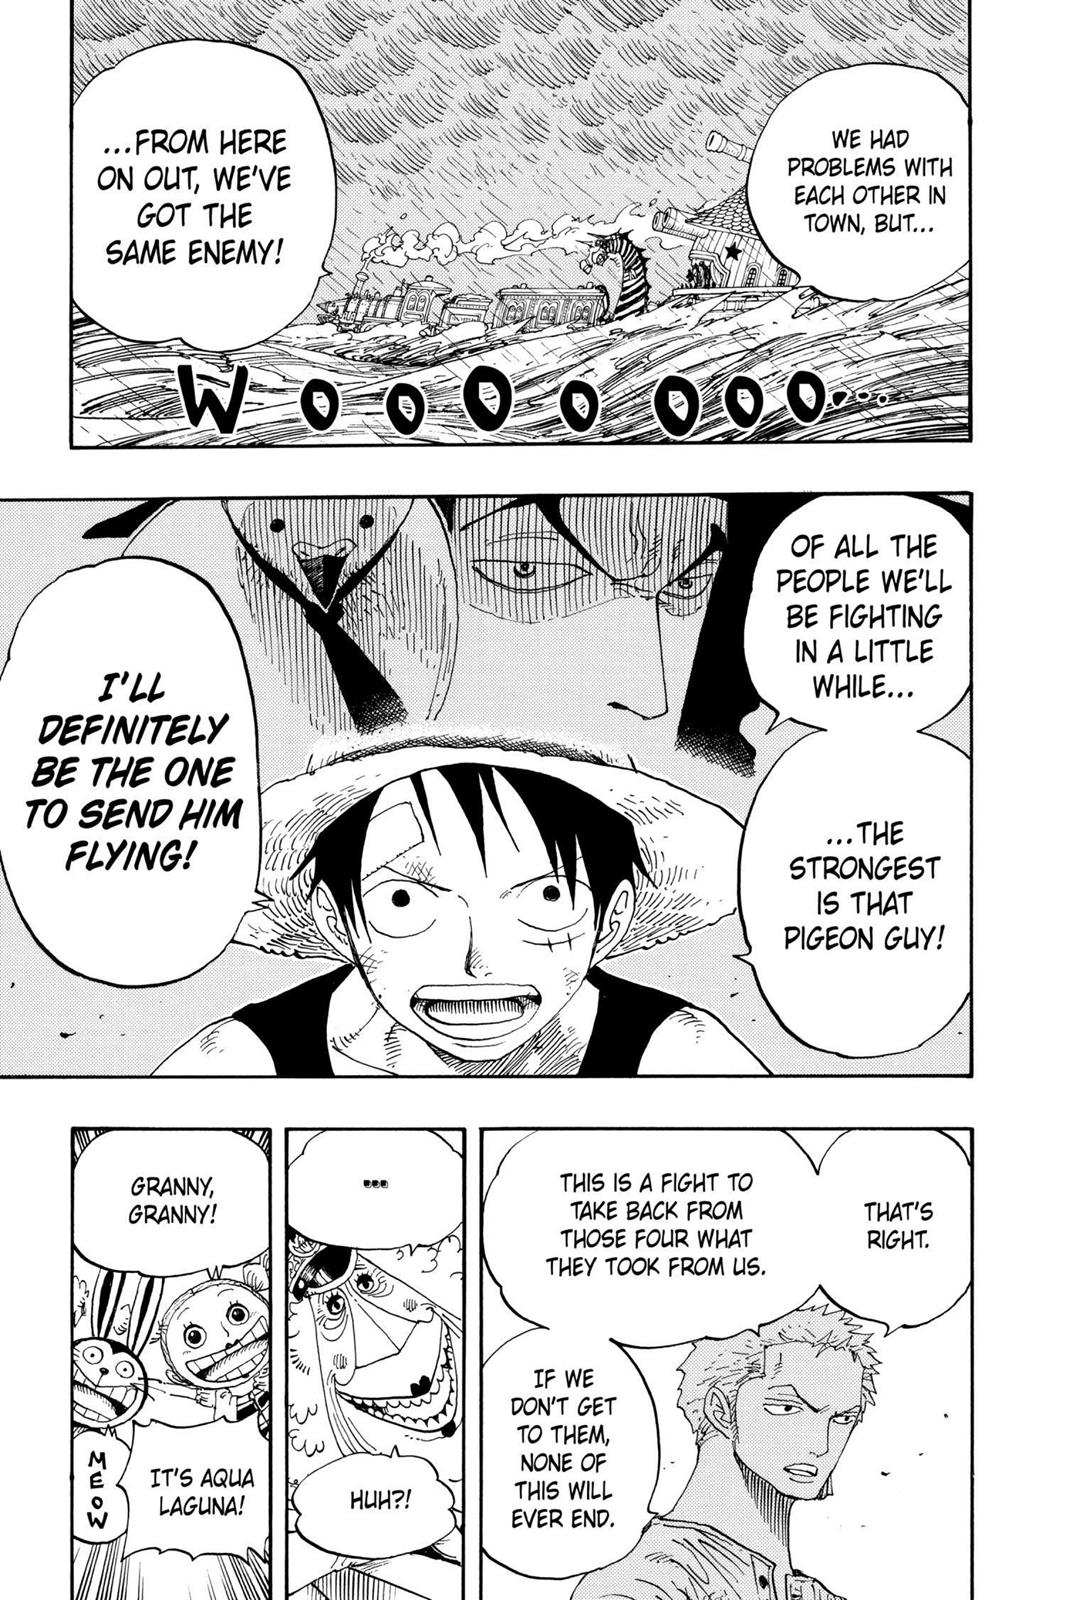 WE HAD
PROBLEMS WITH
EACH OTHER IN
TOWN, BUT...
...FROM HERE
ON OUT, WE'VE
GOT THE
SAME ENEMY!
WooOoooo...
OF ALL THE
PEOPLE WE'LL
BE FIGHTING
IN A LITTLE
WHILE...
...THE
STRONGEST
IS THAT
PIGEON GUY!
I'LL
DEFINITELY
BE THE ONE
TO SEND HIM
FLYING!
THAT'S
RIGHT.
THIS IS A FIGHT TO
TAKE BACK FROM
THOSE FOUR WHAT
THEY TOOK FROM US.
IF WE
DON'T GET
TO THEM,
NONE OF
THIS WILL
EVER END.
...
HUH?!
GRANNY,
GRANNY!
IT'S AQUA
LAGUNA!
MEOW